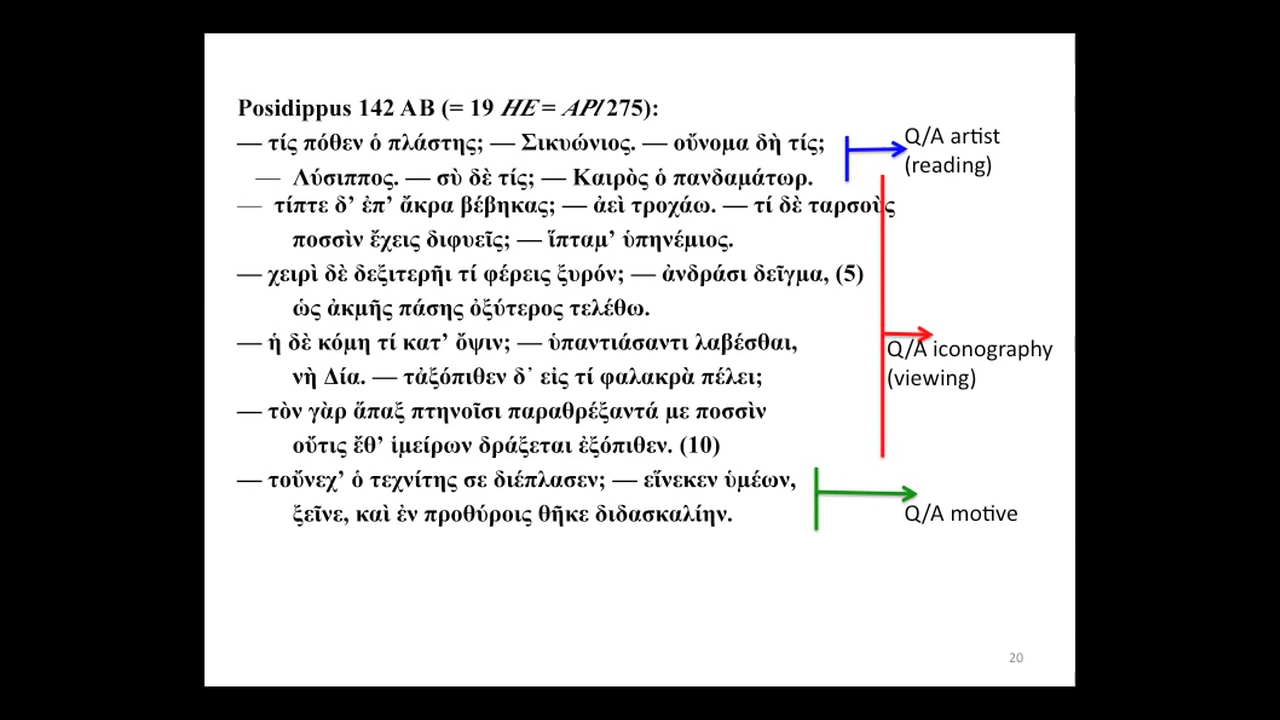 Posidippus 142 AB (= 19 HE = APl 275):
— τίς πόθεν ὁ πλάστης; — Σικυώνιος. — οὔνομα δὴ τίς;
— Λύσιππος. — σὺ δὲ τίς; — Καιρὸς ὁ πανδαμάτωρ.
— τίπτε δ’ ἐπ’ ἄκρα βέβηκας; — ἀεὶ τροχάω. — τί δὲ ταρσοὺς
ποσσὶν ἔχεις διφυεῖς; — ἵπταμ’ ὑπηνέμιος.
— χειρὶ δὲ δεξιτερῆι τί φέρεις ξυρόν; — ἀνδράσι δεῖγμα, (5)
ὡς ἀκμῆς πάσης ὀξύτερος τελέθω.
— ἡ δὲ κόμη τί κατ’ ὄψιν; — ὑπαντιάσαντι λαβέσθαι,
νὴ Δία. — τἀξόπιθεν δ᾽ εἰς τί φαλακρὰ πέλει;
— τὸν γὰρ ἅπαξ πτηνοῖσι παραθρέξαντά με ποσσὶν
οὔτις ἔθ’ ἱμείρων δράξεται ἐξόπιθεν. (10)
— τοὔνεχ’ ὁ τεχνίτης σε διέπλασεν; — εἵνεκεν ὑμέων,
ξεῖνε, καὶ ἐν προθύροις θῆκε διδασκαλίην.
Q/A artist
(reading)
Q/A iconography
(viewing)
Q/A motive
20